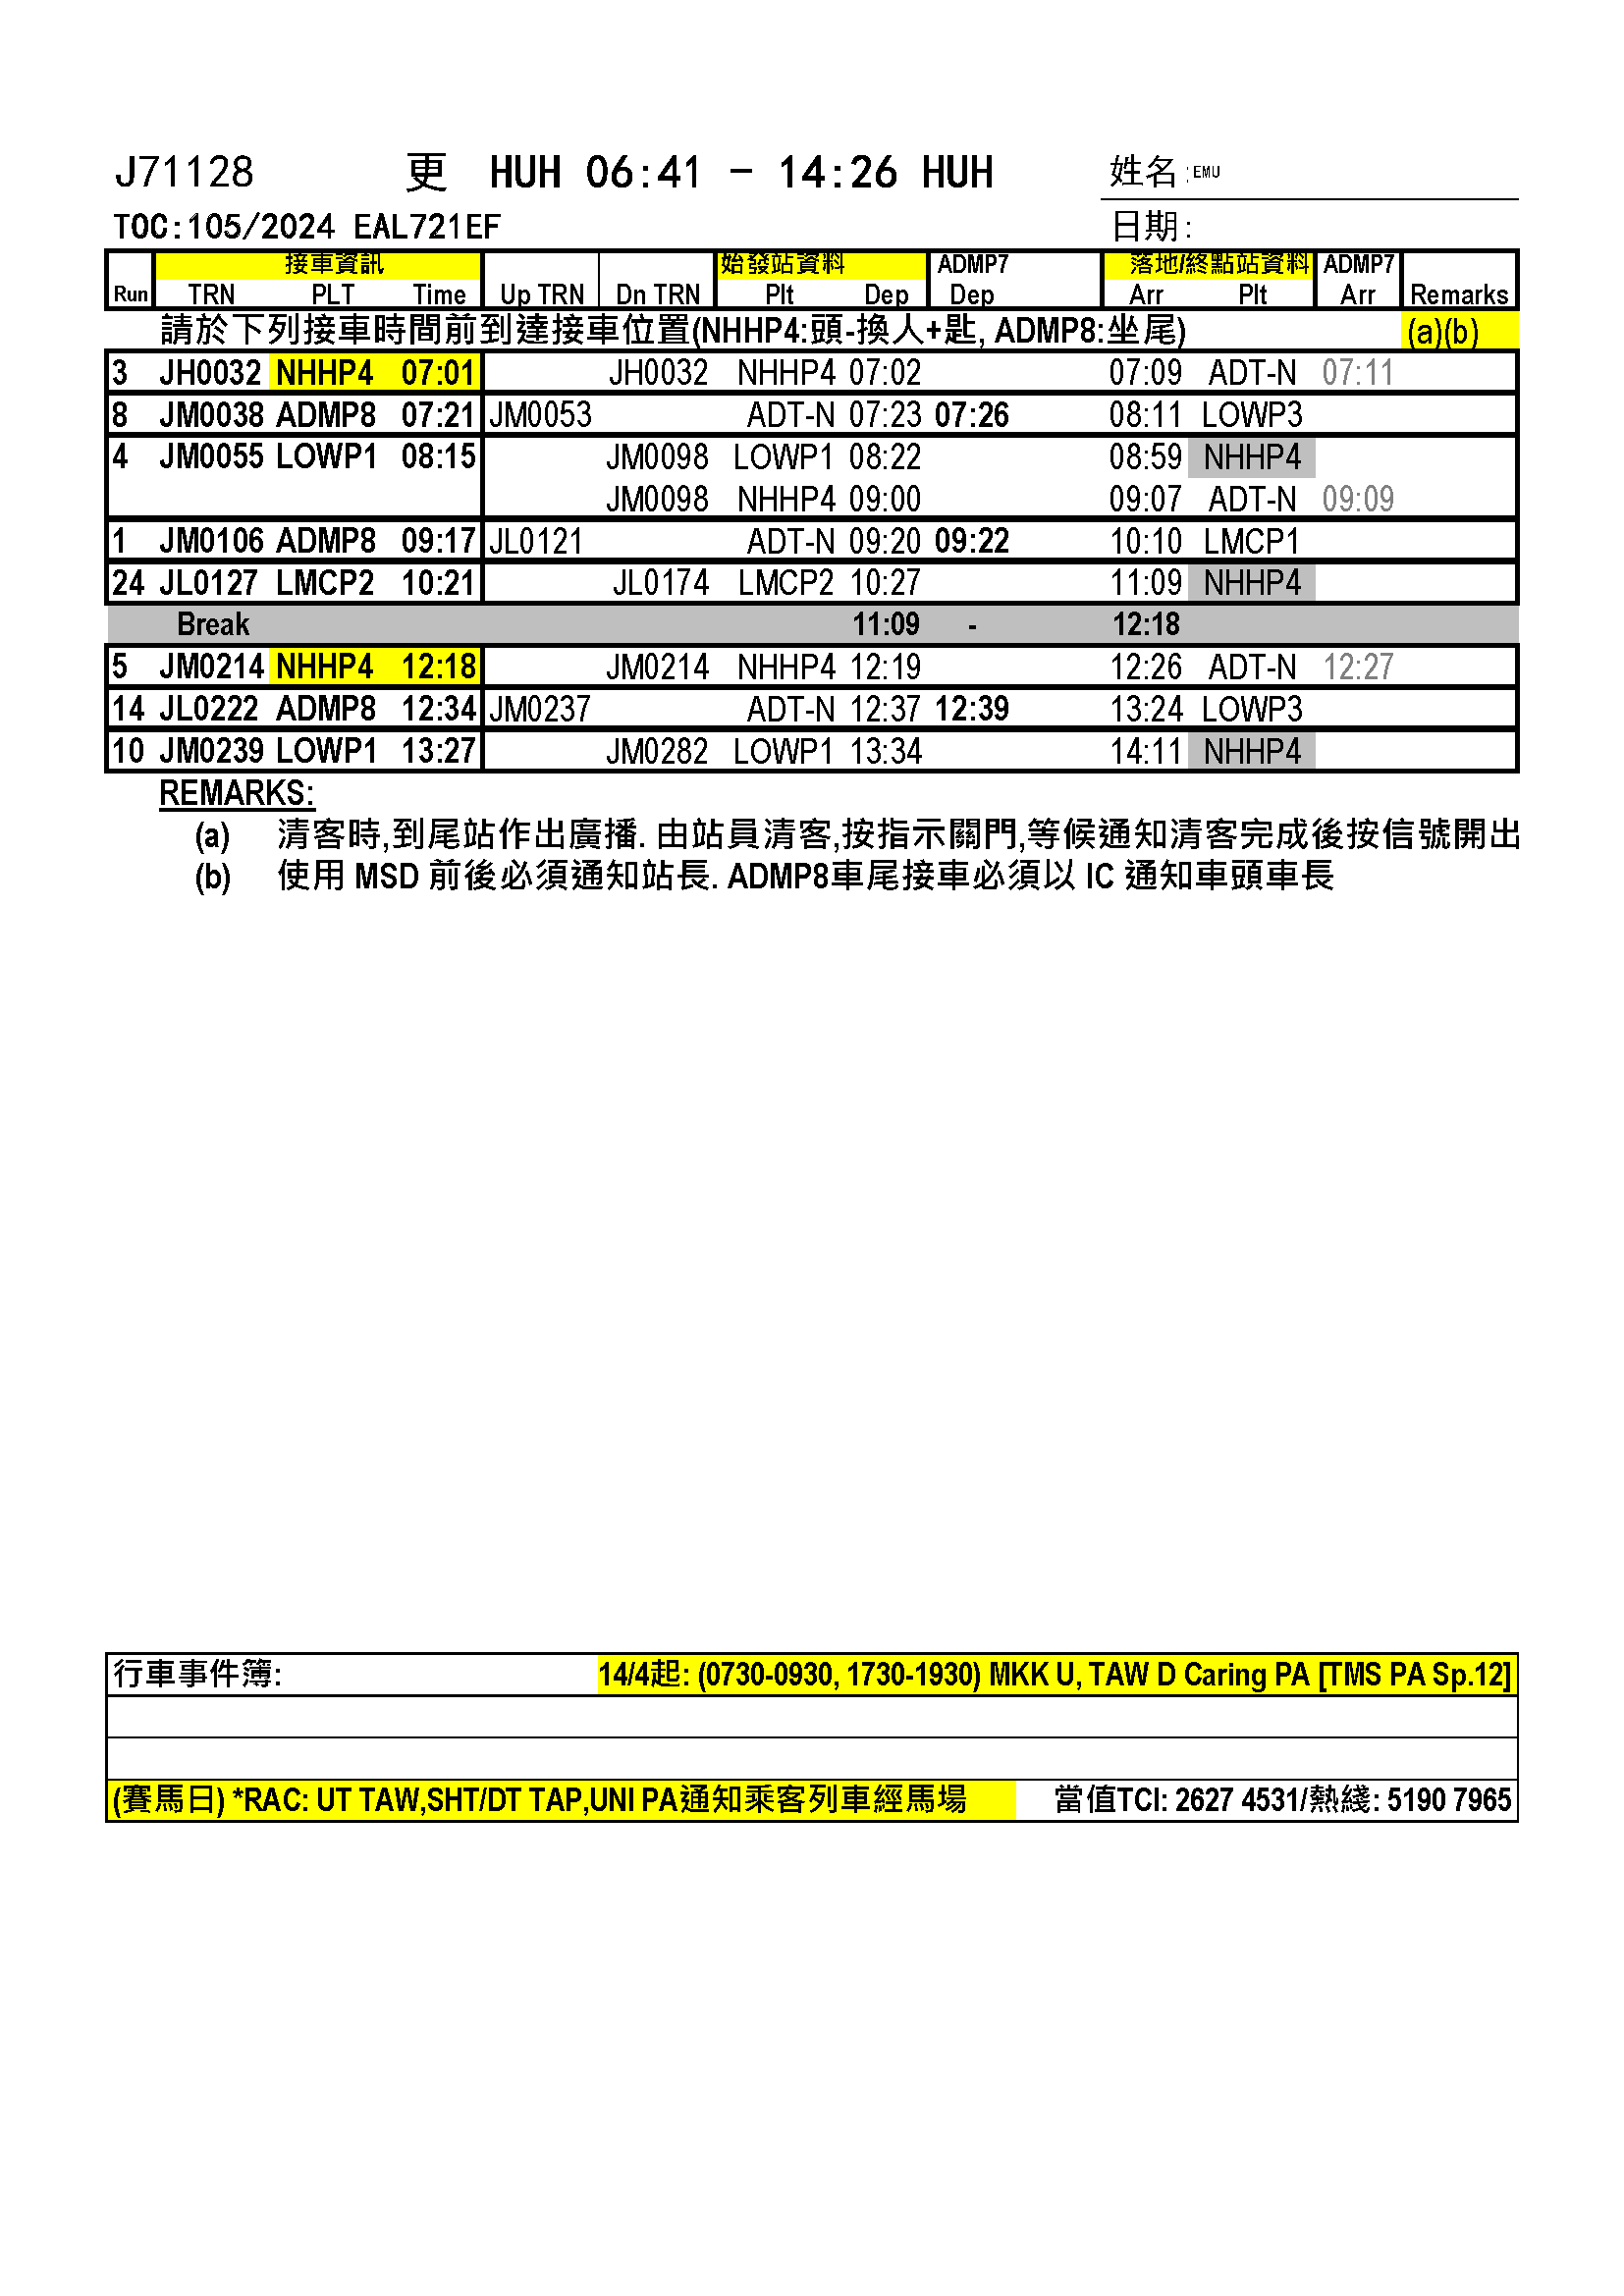 J71128 更 HUH 06:41 - 14:26 HUH 姓名:EMU
TOC:105/2024 EAL721EF 日期:
接車資訊 始發站資料 ADMP7 落地/終點站資料 ADMP7
Run TRN PLT Time Up TRN Dn TRN Plt Dep Dep Arr Plt Arr Remarks
請於下列接車時間前到達接車位置(NHHP4:頭-換人+匙, ADMP8:坐尾) (a)(b)
3 JH0032 NHHP4 07:01 JH0032 NHHP4 07:02 07:09 ADT-N 07:11
8 JM0038 ADMP8 07:21 JM0053 ADT-N 07:23 07:26 08:11 LOWP3
4 JM0055 LOWP1 08:15 JM0098 LOWP1 08:22 08:59 NHHP4
JM0098 NHHP4 09:00 09:07 ADT-N 09:09
1 JM0106 ADMP8 09:17 JL0121 ADT-N 09:20 09:22 10:10 LMCP1
24 JL0127 LMCP2 10:21 JL0174 LMCP2 10:27 11:09 NHHP4
Break 11:09 - 12:18
5 JM0214 NHHP4 12:18 JM0214 NHHP4 12:19 12:26 ADT-N 12:27
14 JL0222 ADMP8 12:34 JM0237 ADT-N 12:37 12:39 13:24 LOWP3
10 JM0239 LOWP1 13:27 JM0282 LOWP1 13:34 14:11 NHHP4
REMARKS:
(a) 清客時,到尾站作出廣播. 由站員清客,按指示關門,等候通知清客完成後按信號開出
(b) 使用 MSD 前後必須通知站長. ADMP8車尾接車必須以 IC 通知車頭車長
行車事件簿: 14/4起: (0730-0930, 1730-1930) MKK U, TAW D Caring PA [TMS PA Sp.12]
(賽馬日) *RAC: UT TAW,SHT/DT TAP,UNI PA通知乘客列車經馬場 當值TCI: 2627 4531/熱綫: 5190 7965